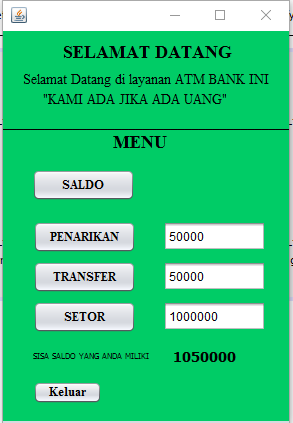 SELAMAT DATANG
Selamat Datang di layanan ATM BANK INI
"KAMI ADA JIKA ADA UANG"
MENU
SALDO
PENARIKAN 50000
TRANSFER 50000
SETOR 1000000
SISA SALDO YANG ANDA MILIKI 1050000
Keluar